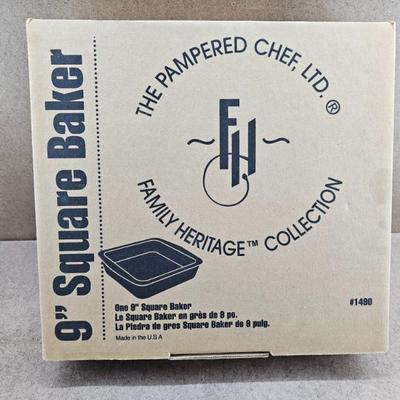 9" Square Baker
THE PAMPERED CHEF, LTD.®
FH
FAMILY HERITAGE™ COLLECTION
One 9" Square Baker
Le Square Baker en grès de 9 po.
La Piedra de gres Square Baker de 9 pulg.
Made in the U.S A
#1490